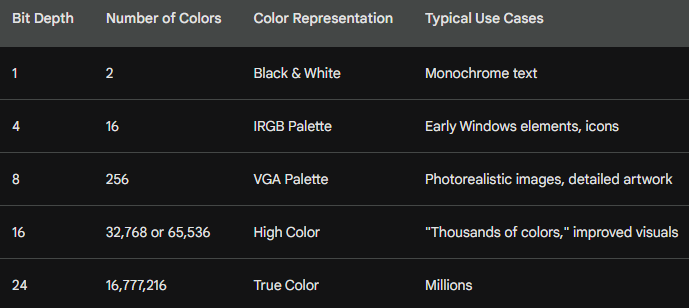 Bit Depth Number of Colors Color Representation Typical Use Cases
1 2 Black & White Monochrome text
4 16 IRGB Palette Early Windows elements, icons
8 256 VGA Palette Photorealistic images, detailed artwork
16 32,768 or 65,536 High Color "Thousands of colors," improved visuals
24 16,777,216 True Color Millions